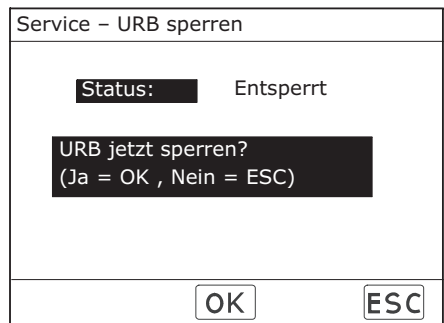 Service – URB sperren
Status: Entsperrt
URB jetzt sperren?
(Ja = OK , Nein = ESC)
OK ESC